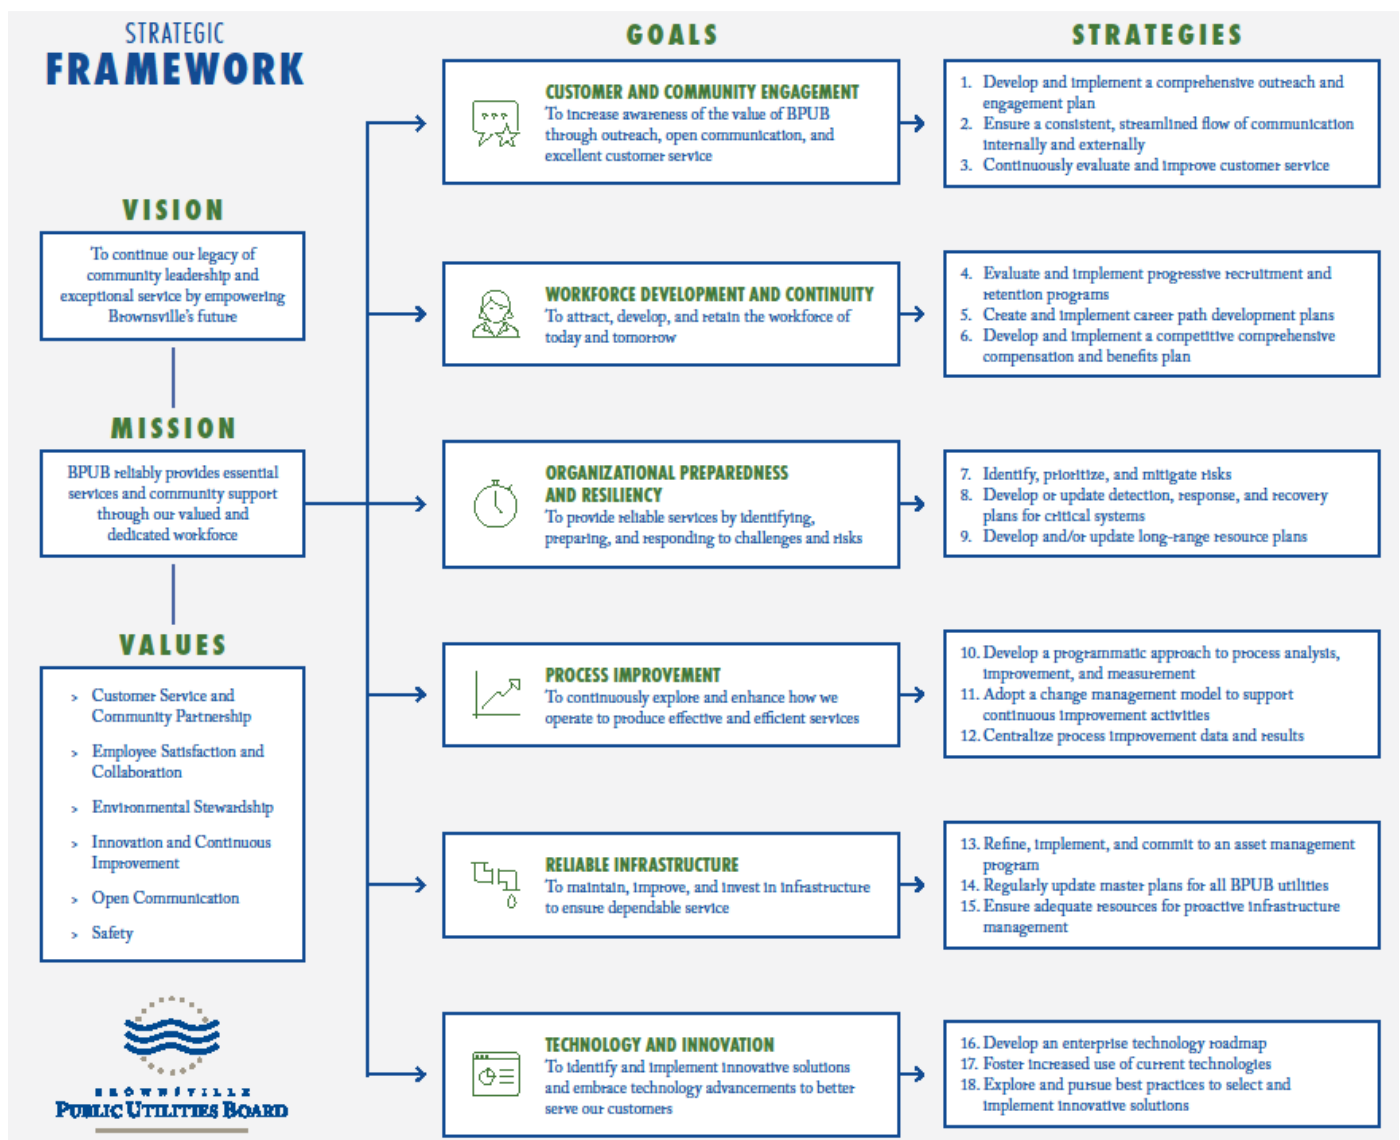 STRATEGIC
FRAMEWORK
VISION
To continue our legacy of
community leadership and
exceptional service by empowering
Brownsville's future
MISSION
BPUB reliably provides essential
services and community support
through our valued and
dedicated workforce
VALUES
> Customer Service and
Community Partnership
> Employee Satisfaction and
Collaboration
> Environmental Stewardship
> Innovation and Continuous
Improvement
> Open Communication
> Safety
BROWNSVILLE
PUBLIC UTILITIES BOARD
GOALS
CUSTOMER AND COMMUNITY ENGAGEMENT
To increase awareness of the value of BPUB
through outreach, open communication, and
excellent customer service
WORKFORCE DEVELOPMENT AND CONTINUITY
To attract, develop, and retain the workforce of
today and tomorrow
ORGANIZATIONAL PREPAREDNESS
AND RESILIENCY
To provide reliable services by identifying,
preparing, and responding to challenges and risks
PROCESS IMPROVEMENT
To continuously explore and enhance how we
operate to produce effective and efficient services
RELIABLE INFRASTRUCTURE
To maintain, improve, and invest in infrastructure
to ensure dependable service
TECHNOLOGY AND INNOVATION
To identify and implement innovative solutions
and embrace technology advancements to better
serve our customers
STRATEGIES
1. Develop and implement a comprehensive outreach and
engagement plan
2. Ensure a consistent, streamlined flow of communication
internally and externally
3. Continuously evaluate and improve customer service
4. Evaluate and implement progressive recruitment and
retention programs
5. Create and implement career path development plans
6. Develop and implement a competitive comprehensive
compensation and benefits plan
7. Identify, prioritize, and mitigate risks
8. Develop or update detection, response, and recovery
plans for critical systems
9. Develop and/or update long-range resource plans
10. Develop a programmatic approach to process analysis,
improvement, and measurement
11. Adopt a change management model to support
continuous improvement activities
12. Centralize process improvement data and results
13. Refine, implement, and commit to an asset management
program
14. Regularly update master plans for all BPUB utilities
15. Ensure adequate resources for proactive infrastructure
management
16. Develop an enterprise technology roadmap
17. Foster increased use of current technologies
18. Explore and pursue best practices to select and
implement innovative solutions